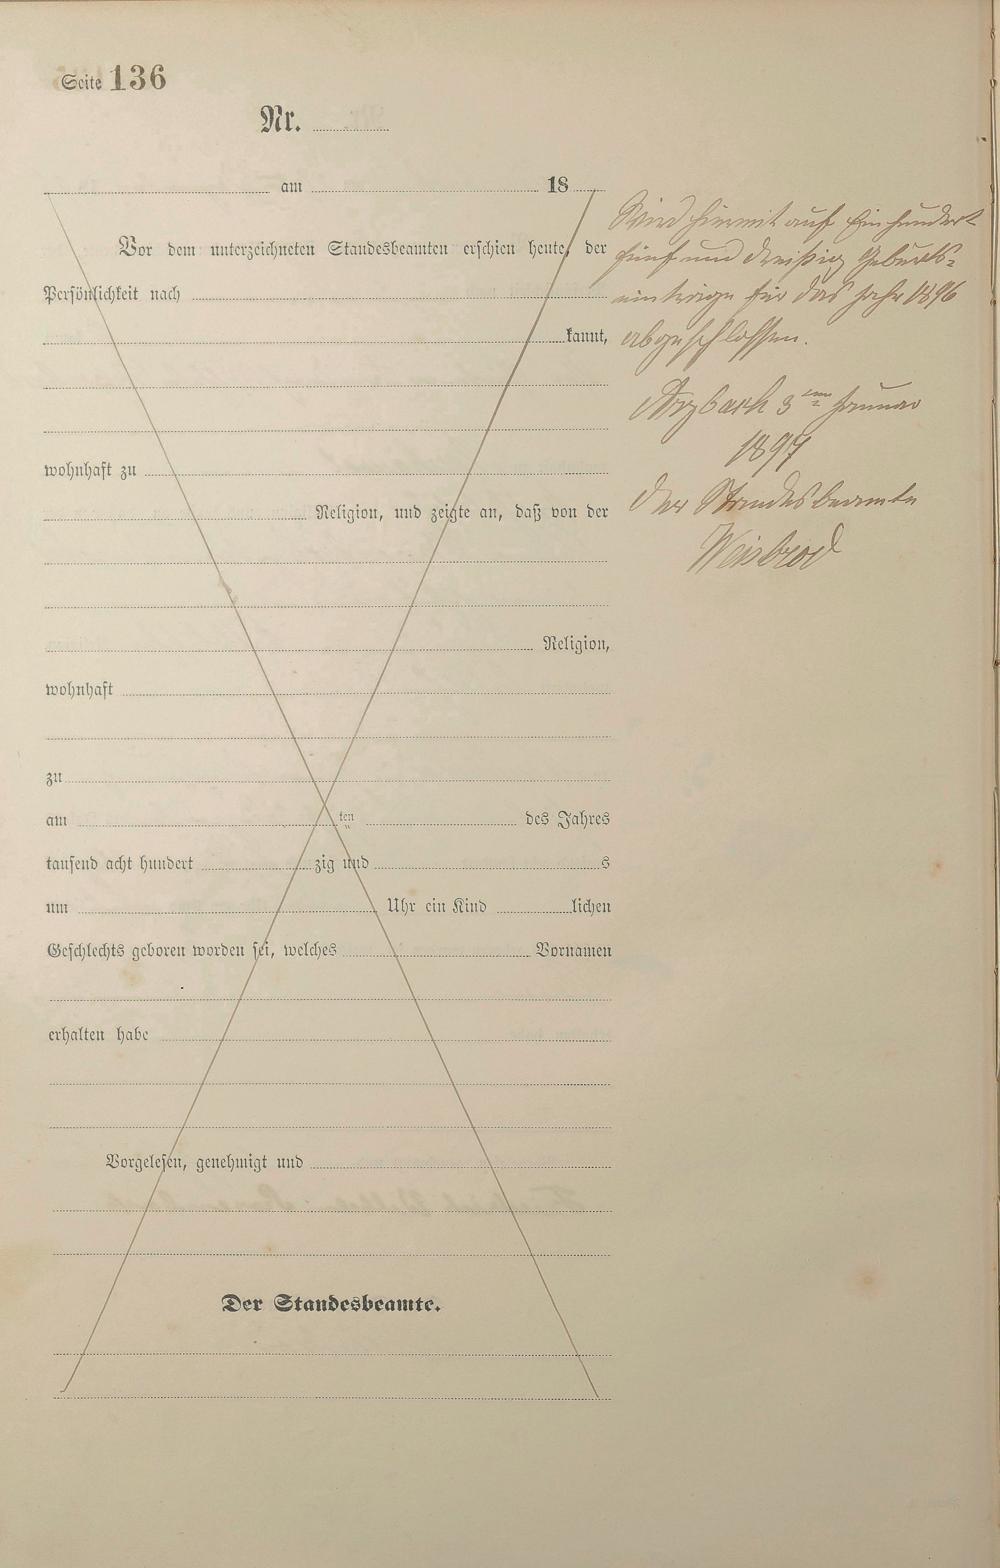 Seite 136
Nr.
am 18
Vor dem unterzeichneten Standesbeamten erschien heute, der
Persönlichkeit nach
kannt,
wohnhaft zu
Religion, und zeigte an, daß von der
Religion,
wohnhaft
zu
am ten des Jahres
tausend acht hundert zig und s
um Uhr ein Kind lichen
Geschlechts geboren worden sei, welches Vornamen
erhalten habe
Vorgelesen, genehmigt und
Der Standesbeamte.
Wird hiermit auf Einhundert
fünf und dreißig Geburts-
einträge für das Jahr 1896
abgeschlossen.
Arzbach 3 Januar
1897
Der Standesbeamte
Weisbrod